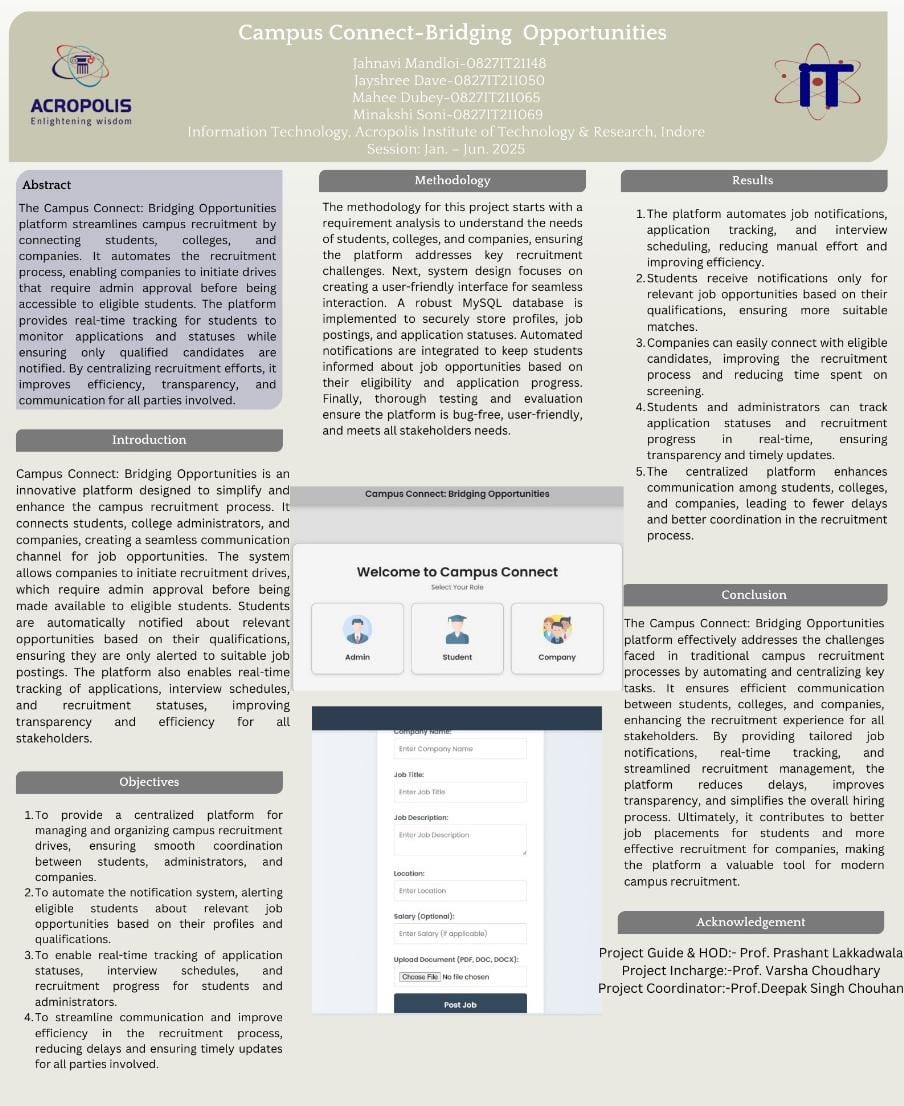 Campus Connect-Bridging Opportunities
Jahnavi Mandloi-0827IT21148
Jayshree Dave-0827IT211050
Mahee Dubey-0827IT211065
Minakshi Soni-0827IT211069
Information Technology, Acropolis Institute of Technology & Research, Indore
Session: Jan. – Jun. 2025
ACROPOLIS
Enlightening wisdom
IT
Abstract
The Campus Connect: Bridging Opportunities
platform streamlines campus recruitment by
connecting students, colleges, and
companies. It automates the recruitment
process, enabling companies to initiate drives
that require admin approval before being
accessible to eligible students. The platform
provides real-time tracking for students to
monitor applications and statuses while
ensuring only qualified candidates are
notified. By centralizing recruitment efforts, it
improves efficiency, transparency, and
communication for all parties involved.
Introduction
Campus Connect: Bridging Opportunities is an
innovative platform designed to simplify and
enhance the campus recruitment process. It
connects students, college administrators, and
companies, creating a seamless communication
channel for job opportunities. The system
allows companies to initiate recruitment drives,
which require admin approval before being
made available to eligible students. Students
are automatically notified about relevant
opportunities based on their qualifications,
ensuring they are only alerted to suitable job
postings. The platform also enables real-time
tracking of applications, interview schedules,
and recruitment statuses, improving
transparency and efficiency for all
stakeholders.
Objectives
1.To provide a centralized platform for
managing and organizing campus recruitment
drives, ensuring smooth coordination
between students, administrators, and
companies.
2.To automate the notification system, alerting
eligible students about relevant job
opportunities based on their profiles and
qualifications.
3.To enable real-time tracking of application
statuses, interview schedules, and
recruitment progress for students and
administrators.
4.To streamline communication and improve
efficiency in the recruitment process,
reducing delays and ensuring timely updates
for all parties involved.
Methodology
The methodology for this project starts with a
requirement analysis to understand the needs
of students, colleges, and companies, ensuring
the platform addresses key recruitment
challenges. Next, system design focuses on
creating a user-friendly interface for seamless
interaction. A robust MySQL database is
implemented to securely store profiles, job
postings, and application statuses. Automated
notifications are integrated to keep students
informed about job opportunities based on
their eligibility and application progress.
Finally, thorough testing and evaluation
ensure the platform is bug-free, user-friendly,
and meets all stakeholders needs.
Campus Connect: Bridging Opportunities
Welcome to Campus Connect
Select Your Role
Admin
Student
Company
Company Name:
Enter Company Name
Job Title:
Enter Job Title
Job Description:
Enter Job Description
Location:
Enter Location
Salary (Optional):
Enter Salary (if applicable)
Upload Document (PDF, DOC, DOCX):
Choose File No file chosen
Post Job
Results
1.The platform automates job notifications,
application tracking, and interview
scheduling, reducing manual effort and
improving efficiency.
2.Students receive notifications only for
relevant job opportunities based on their
qualifications, ensuring more suitable
matches.
3.Companies can easily connect with eligible
candidates, improving the recruitment
process and reducing time spent on
screening.
4.Students and administrators can track
application statuses and recruitment
progress in real-time, ensuring
transparency and timely updates.
5.The centralized platform enhances
communication among students, colleges,
and companies, leading to fewer delays
and better coordination in the recruitment
process.
Conclusion
The Campus Connect: Bridging Opportunities
platform effectively addresses the challenges
faced in traditional campus recruitment
processes by automating and centralizing key
tasks. It ensures efficient communication
between students, colleges, and companies,
enhancing the recruitment experience for all
stakeholders. By providing tailored job
notifications, real-time tracking, and
streamlined recruitment management, the
platform reduces delays, improves
transparency, and simplifies the overall hiring
process. Ultimately, it contributes to better
job placements for students and more
effective recruitment for companies, making
the platform a valuable tool for modern
campus recruitment.
Acknowledgement
Project Guide & HOD:- Prof. Prashant Lakkadwala
Project Incharge:-Prof. Varsha Choudhary
Project Coordinator:-Prof.Deepak Singh Chouhan